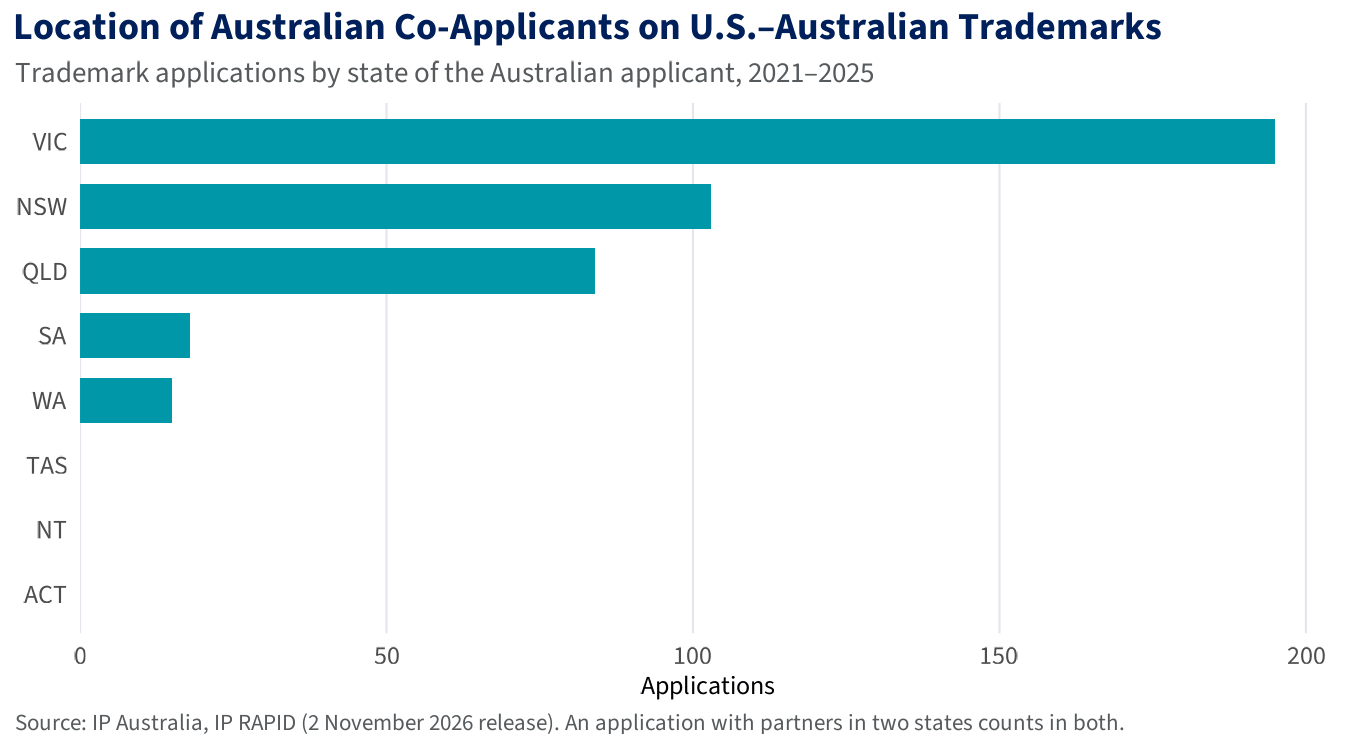 Location of Australian Co-Applicants on U.S.–Australian Trademarks
Trademark applications by state of the Australian applicant, 2021–2025
VIC
NSW
QLD
SA
WA
TAS
NT
ACT
0 50 100 150 200
Applications
Source: IP Australia, IP RAPID (2 November 2026 release). An application with partners in two states counts in both.